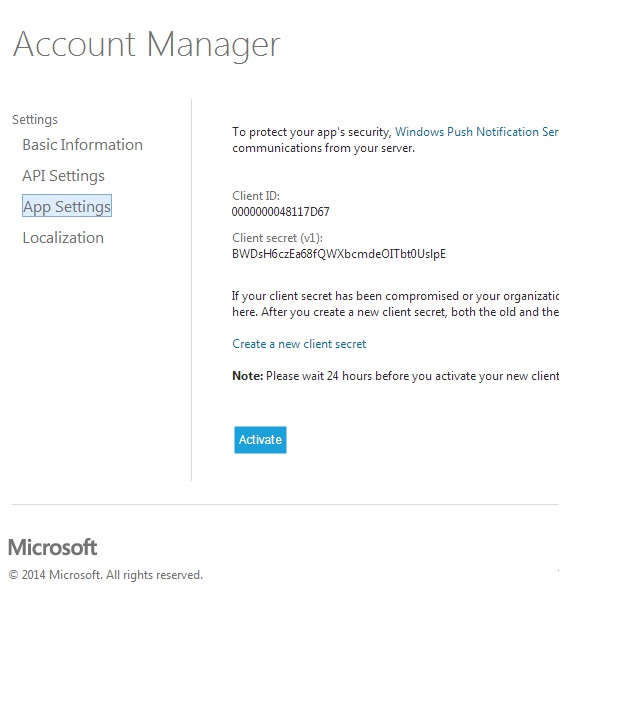 Account Manager
Settings
Basic Information
API Settings
App Settings
Localization
To protect your app's security, Windows Push Notification Ser
communications from your server.
Client ID:
0000000048117D67
Client secret (v1):
BWDsH6czEa68fQWXbcmdeOITbt0UslpE
If your client secret has been compromised or your organizatic
here. After you create a new client secret, both the old and the
Create a new client secret
Note: Please wait 24 hours before you activate your new client
Activate
Microsoft
© 2014 Microsoft. All rights reserved.